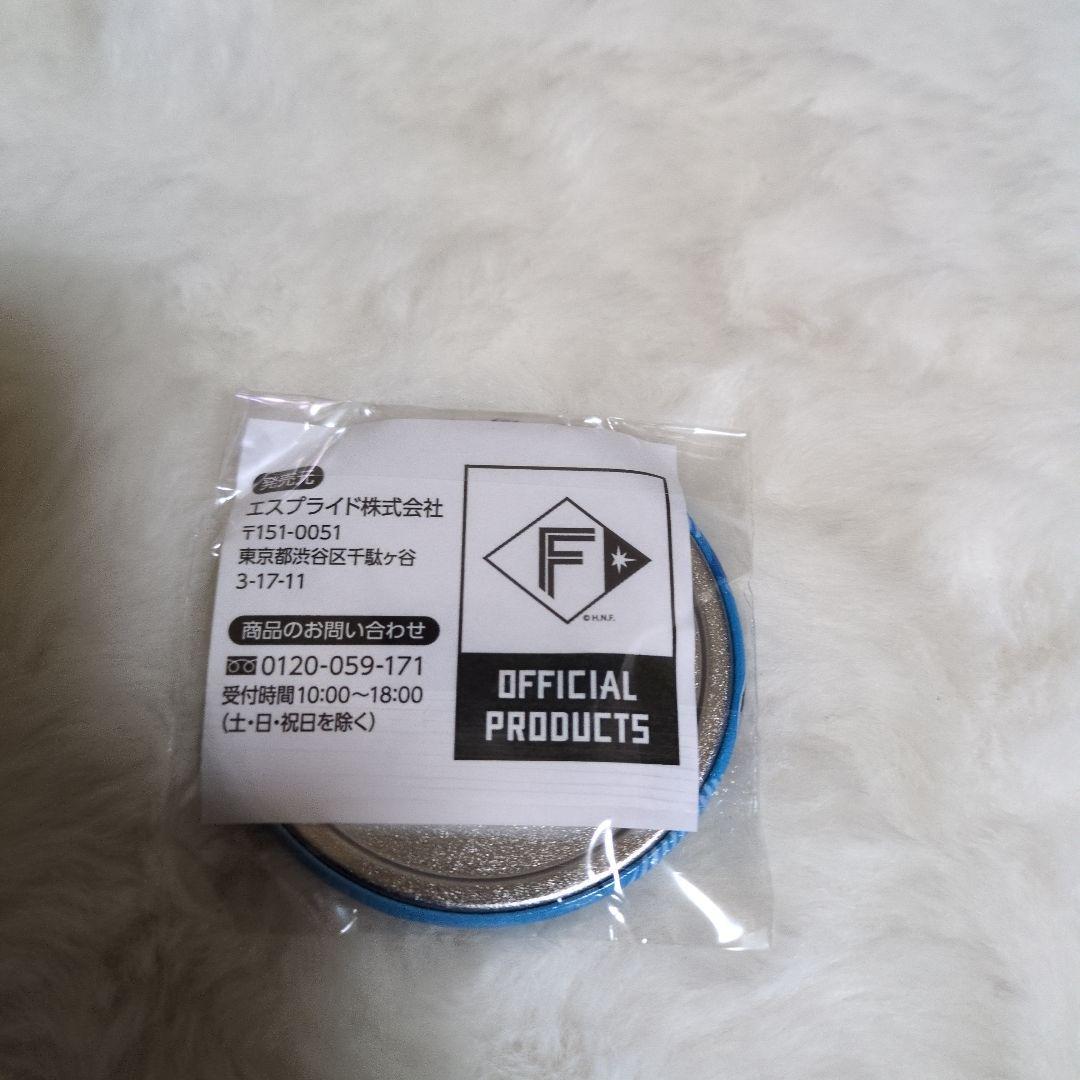 発売元
エスプライド株式会社
〒151-0051
東京都渋谷区千駄ヶ谷
3-17-11
商品のお問い合わせ
0120-059-171
受付時間10:00～18:00
(土・日・祝日を除く)
F
© H.N.F.
OFFICIAL
PRODUCTS